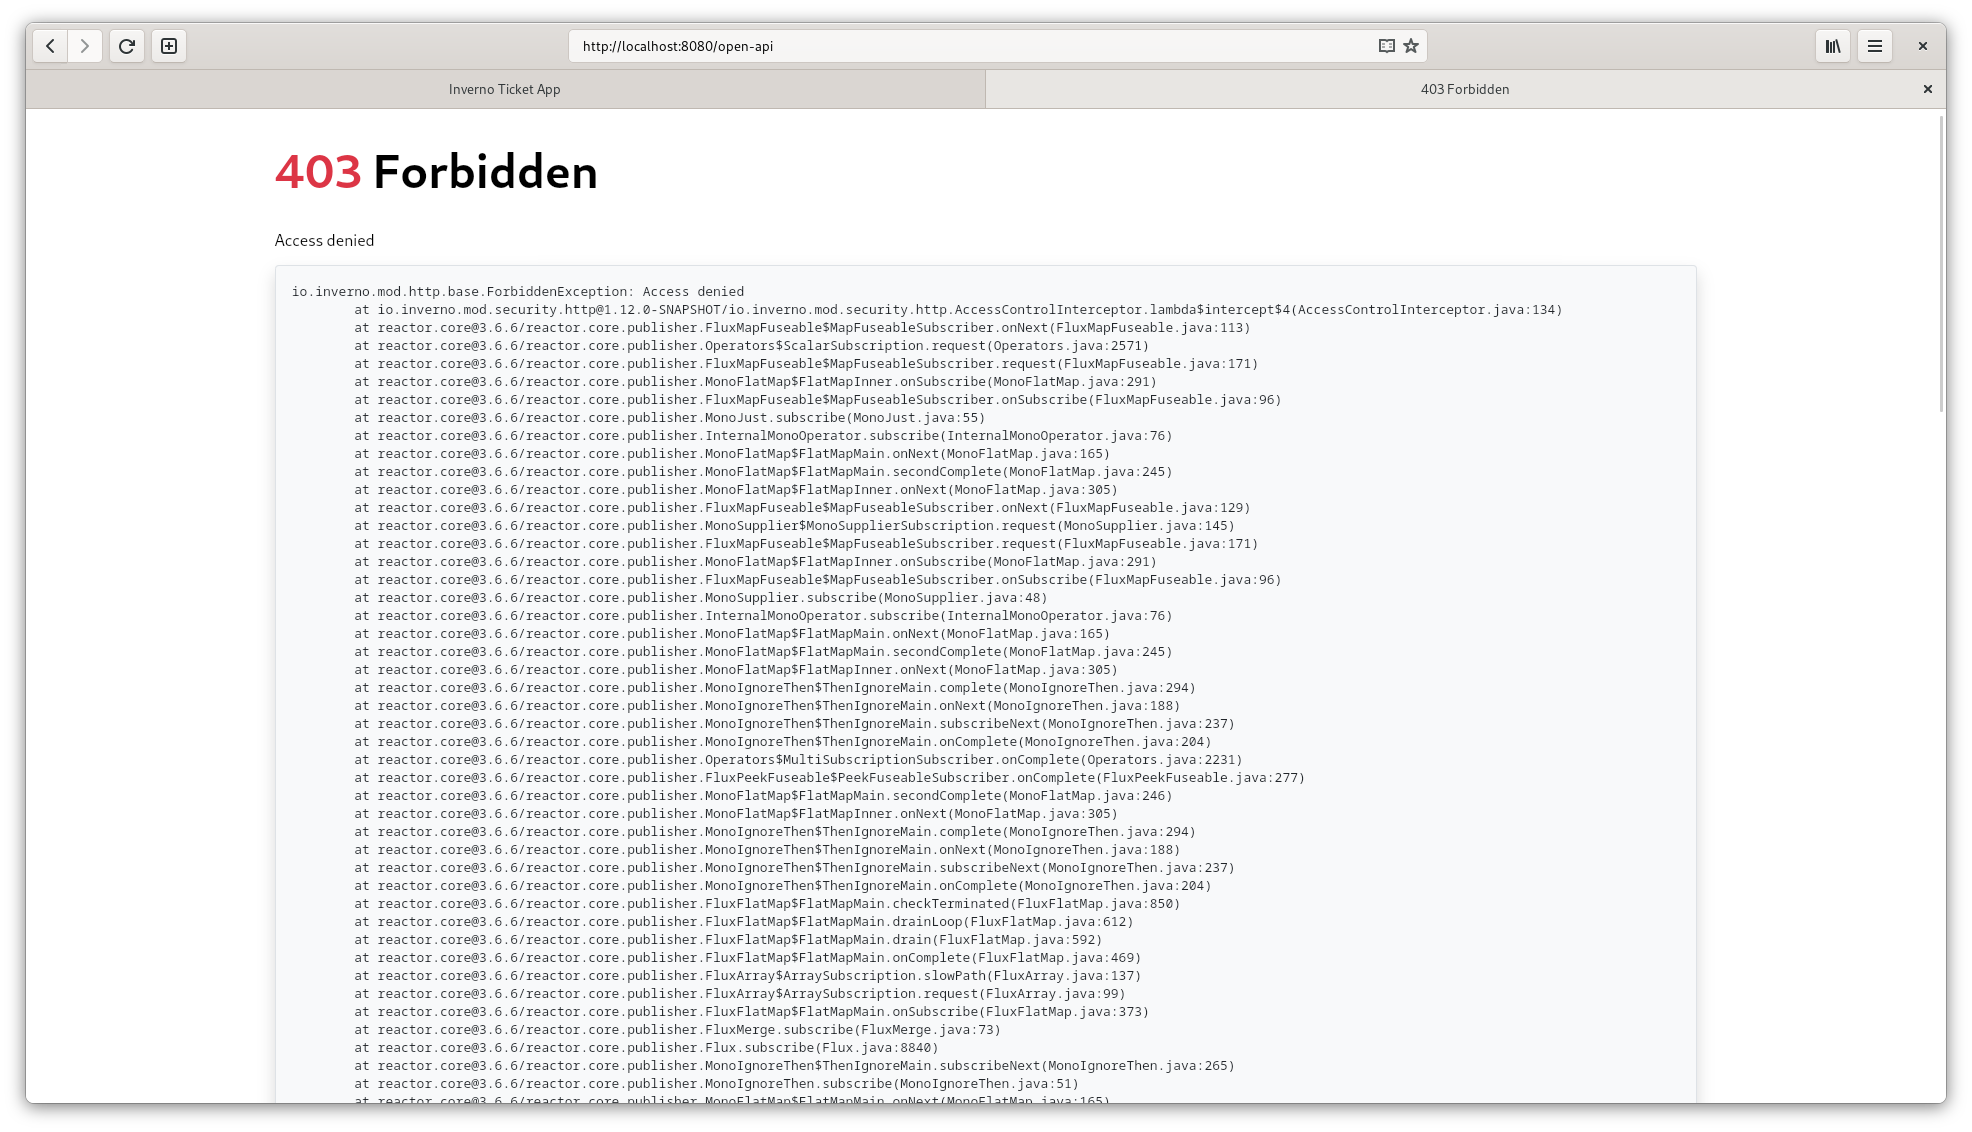 http://localhost:8080/open-api
Inverno Ticket App
403 Forbidden
403 Forbidden
Access denied
io.inverno.mod.http.base.ForbiddenException: Access denied
at io.inverno.mod.security.http@1.12.0-SNAPSHOT/io.inverno.mod.security.http.AccessControlInterceptor.lambda$intercept$4(AccessControlInterceptor.java:134)
at reactor.core@3.6.6/reactor.core.publisher.FluxMapFuseable$MapFuseableSubscriber.onNext(FluxMapFuseable.java:113)
at reactor.core@3.6.6/reactor.core.publisher.Operators$ScalarSubscription.request(Operators.java:2571)
at reactor.core@3.6.6/reactor.core.publisher.FluxMapFuseable$MapFuseableSubscriber.request(FluxMapFuseable.java:171)
at reactor.core@3.6.6/reactor.core.publisher.MonoFlatMap$FlatMapInner.onSubscribe(MonoFlatMap.java:291)
at reactor.core@3.6.6/reactor.core.publisher.FluxMapFuseable$MapFuseableSubscriber.onSubscribe(FluxMapFuseable.java:96)
at reactor.core@3.6.6/reactor.core.publisher.MonoJust.subscribe(MonoJust.java:55)
at reactor.core@3.6.6/reactor.core.publisher.InternalMonoOperator.subscribe(InternalMonoOperator.java:76)
at reactor.core@3.6.6/reactor.core.publisher.MonoFlatMap$FlatMapMain.onNext(MonoFlatMap.java:165)
at reactor.core@3.6.6/reactor.core.publisher.MonoFlatMap$FlatMapMain.secondComplete(MonoFlatMap.java:245)
at reactor.core@3.6.6/reactor.core.publisher.MonoFlatMap$FlatMapInner.onNext(MonoFlatMap.java:305)
at reactor.core@3.6.6/reactor.core.publisher.FluxMapFuseable$MapFuseableSubscriber.onNext(FluxMapFuseable.java:129)
at reactor.core@3.6.6/reactor.core.publisher.MonoSupplier$MonoSupplierSubscription.request(MonoSupplier.java:145)
at reactor.core@3.6.6/reactor.core.publisher.FluxMapFuseable$MapFuseableSubscriber.request(FluxMapFuseable.java:171)
at reactor.core@3.6.6/reactor.core.publisher.MonoFlatMap$FlatMapInner.onSubscribe(MonoFlatMap.java:291)
at reactor.core@3.6.6/reactor.core.publisher.FluxMapFuseable$MapFuseableSubscriber.onSubscribe(FluxMapFuseable.java:96)
at reactor.core@3.6.6/reactor.core.publisher.MonoSupplier.subscribe(MonoSupplier.java:48)
at reactor.core@3.6.6/reactor.core.publisher.InternalMonoOperator.subscribe(InternalMonoOperator.java:76)
at reactor.core@3.6.6/reactor.core.publisher.MonoFlatMap$FlatMapMain.onNext(MonoFlatMap.java:165)
at reactor.core@3.6.6/reactor.core.publisher.MonoFlatMap$FlatMapMain.secondComplete(MonoFlatMap.java:245)
at reactor.core@3.6.6/reactor.core.publisher.MonoFlatMap$FlatMapInner.onNext(MonoFlatMap.java:305)
at reactor.core@3.6.6/reactor.core.publisher.MonoIgnoreThen$ThenIgnoreMain.complete(MonoIgnoreThen.java:294)
at reactor.core@3.6.6/reactor.core.publisher.MonoIgnoreThen$ThenIgnoreMain.onNext(MonoIgnoreThen.java:188)
at reactor.core@3.6.6/reactor.core.publisher.MonoIgnoreThen$ThenIgnoreMain.subscribeNext(MonoIgnoreThen.java:237)
at reactor.core@3.6.6/reactor.core.publisher.MonoIgnoreThen$ThenIgnoreMain.onComplete(MonoIgnoreThen.java:204)
at reactor.core@3.6.6/reactor.core.publisher.Operators$MultiSubscriptionSubscriber.onComplete(Operators.java:2231)
at reactor.core@3.6.6/reactor.core.publisher.FluxPeekFuseable$PeekFuseableSubscriber.onComplete(FluxPeekFuseable.java:277)
at reactor.core@3.6.6/reactor.core.publisher.MonoFlatMap$FlatMapMain.secondComplete(MonoFlatMap.java:246)
at reactor.core@3.6.6/reactor.core.publisher.MonoFlatMap$FlatMapInner.onNext(MonoFlatMap.java:305)
at reactor.core@3.6.6/reactor.core.publisher.MonoIgnoreThen$ThenIgnoreMain.complete(MonoIgnoreThen.java:294)
at reactor.core@3.6.6/reactor.core.publisher.MonoIgnoreThen$ThenIgnoreMain.onNext(MonoIgnoreThen.java:188)
at reactor.core@3.6.6/reactor.core.publisher.MonoIgnoreThen$ThenIgnoreMain.subscribeNext(MonoIgnoreThen.java:237)
at reactor.core@3.6.6/reactor.core.publisher.MonoIgnoreThen$ThenIgnoreMain.onComplete(MonoIgnoreThen.java:204)
at reactor.core@3.6.6/reactor.core.publisher.FluxFlatMap$FlatMapMain.checkTerminated(FluxFlatMap.java:850)
at reactor.core@3.6.6/reactor.core.publisher.FluxFlatMap$FlatMapMain.drainLoop(FluxFlatMap.java:612)
at reactor.core@3.6.6/reactor.core.publisher.FluxFlatMap$FlatMapMain.drain(FluxFlatMap.java:592)
at reactor.core@3.6.6/reactor.core.publisher.FluxFlatMap$FlatMapMain.onComplete(FluxFlatMap.java:469)
at reactor.core@3.6.6/reactor.core.publisher.FluxArray$ArraySubscription.slowPath(FluxArray.java:137)
at reactor.core@3.6.6/reactor.core.publisher.FluxArray$ArraySubscription.request(FluxArray.java:99)
at reactor.core@3.6.6/reactor.core.publisher.FluxFlatMap$FlatMapMain.onSubscribe(FluxFlatMap.java:373)
at reactor.core@3.6.6/reactor.core.publisher.FluxMerge.subscribe(FluxMerge.java:73)
at reactor.core@3.6.6/reactor.core.publisher.Flux.subscribe(Flux.java:8840)
at reactor.core@3.6.6/reactor.core.publisher.MonoIgnoreThen$ThenIgnoreMain.subscribeNext(MonoIgnoreThen.java:265)
at reactor.core@3.6.6/reactor.core.publisher.MonoIgnoreThen.subscribe(MonoIgnoreThen.java:51)
at reactor.core@3.6.6/reactor.core.publisher.MonoFlatMap$FlatMapMain.onNext(MonoFlatMap.java:165)